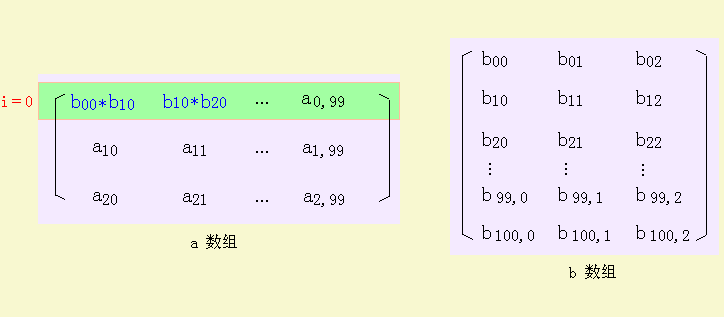 i=0
b00*b10 b10*b20 … a0,99
a10 a11 … a1,99
a20 a21 … a2,99
a 数组
b00 b01 b02
b10 b11 b12
b20 b21 b22
⋮ ⋮ ⋮
b99,0 b99,1 b99,2
b100,0 b100,1 b100,2
b 数组